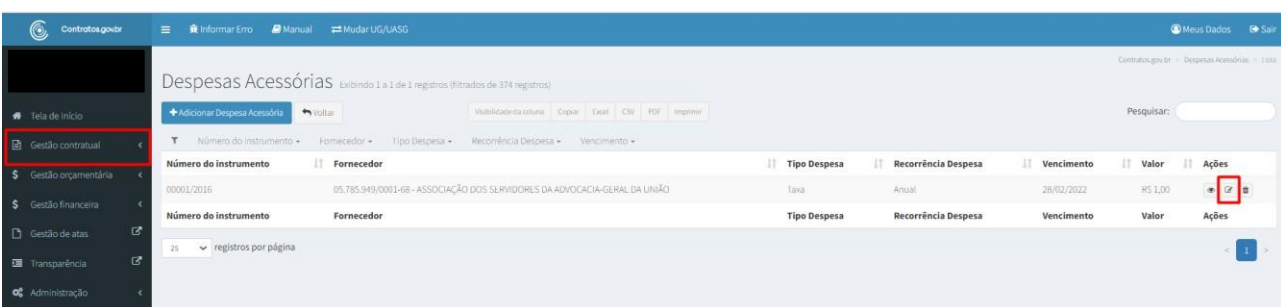 Contratos.gov.br
Informar Erro Manual Mudar UG/UASG Meus Dados Sair
Contratos.gov.br > Despesas Acessórias > Lista
Despesas Acessórias Exibindo 1 a 1 de 1 registros (filtrados de 374 registros)
+ Adicionar Despesa Acessória Voltar Visibilidade da coluna Copiar Excel CSV PDF Imprimir Pesquisar:
Tela de início
Gestão contratual
Gestão orçamentária
Gestão financeira
Gestão de atas
Transparência
Administração
Número do instrumento Fornecedor Tipo Despesa Recorrência Despesa Vencimento
Número do instrumento Fornecedor Tipo Despesa Recorrência Despesa Vencimento Valor Ações
00001/2016 05.785.949/0001-68 - ASSOCIAÇÃO DOS SERVIDORES DA ADVOCACIA-GERAL DA UNIÃO Taxa Anual 28/02/2022 R$ 1,00
Número do instrumento Fornecedor Tipo Despesa Recorrência Despesa Vencimento Valor Ações
25 registros por página < 1 >